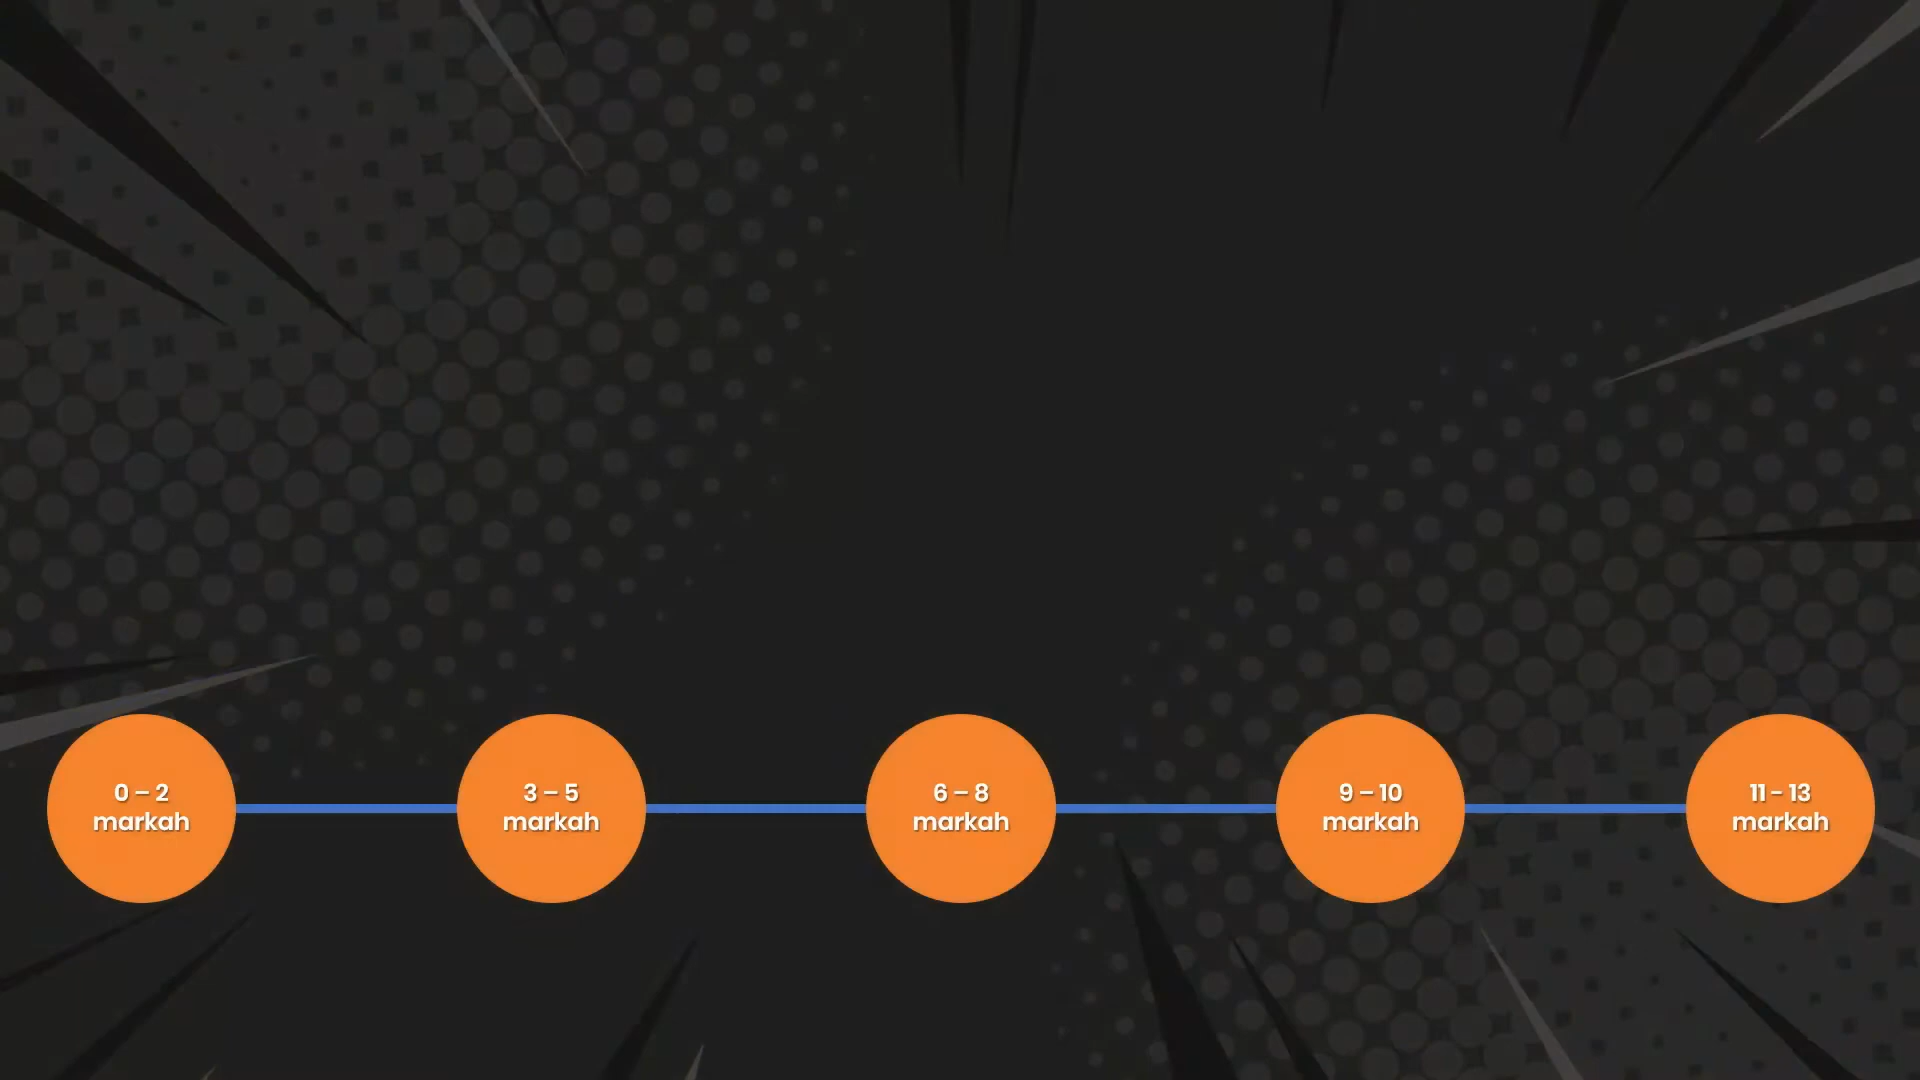 0 – 2
markah
3 – 5
markah
6 – 8
markah
9 – 10
markah
11 – 13
markah